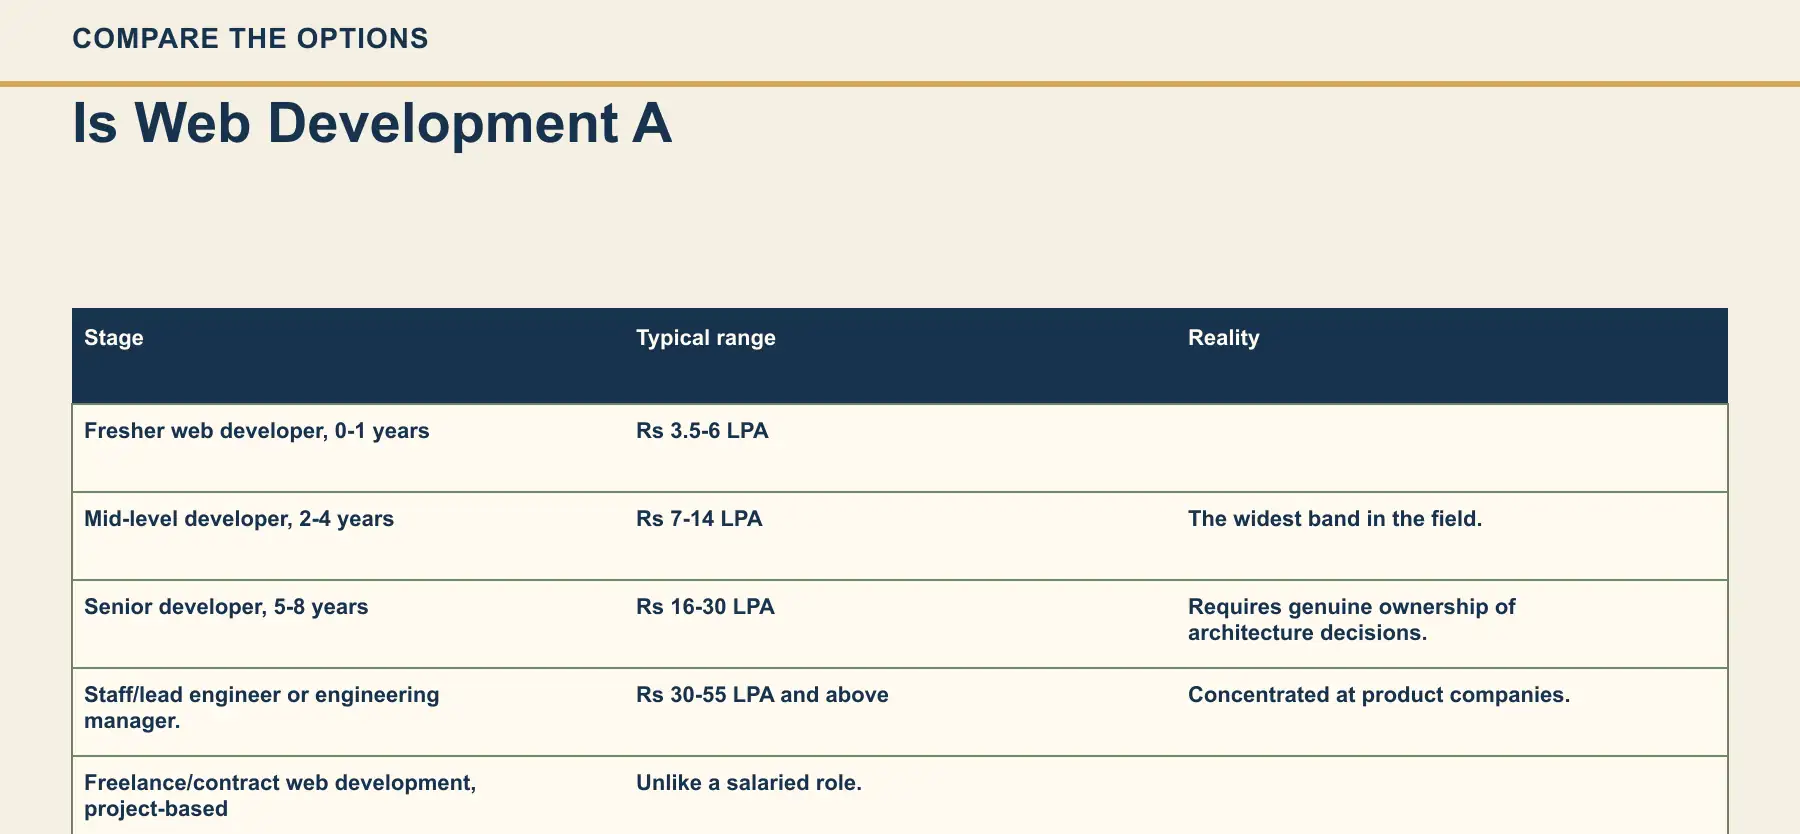 COMPARE THE OPTIONS
Is Web Development A
Stage Typical range Reality
Fresher web developer, 0-1 years Rs 3.5-6 LPA
Mid-level developer, 2-4 years Rs 7-14 LPA The widest band in the field.
Senior developer, 5-8 years Rs 16-30 LPA Requires genuine ownership of
architecture decisions.
Staff/lead engineer or engineering Rs 30-55 LPA and above Concentrated at product companies.
manager.
Freelance/contract web development, Unlike a salaried role.
project-based